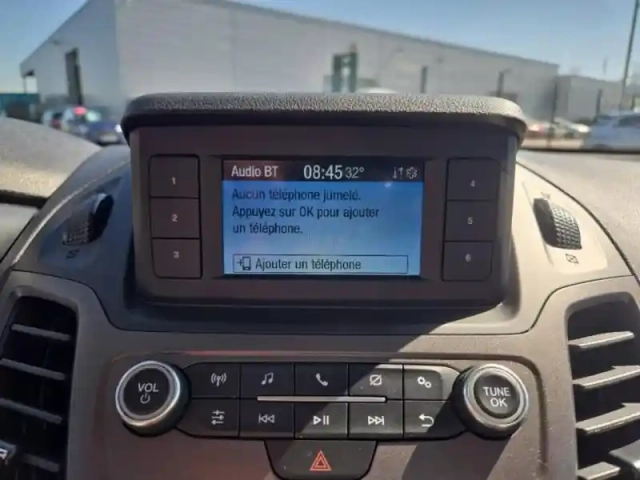 Audio BT 08:45 32°
Aucun téléphone jumelé.
Appuyez sur OK pour ajouter
un téléphone.
Ajouter un téléphone
1
2
3
4
5
6
VOL
TUNE
OK